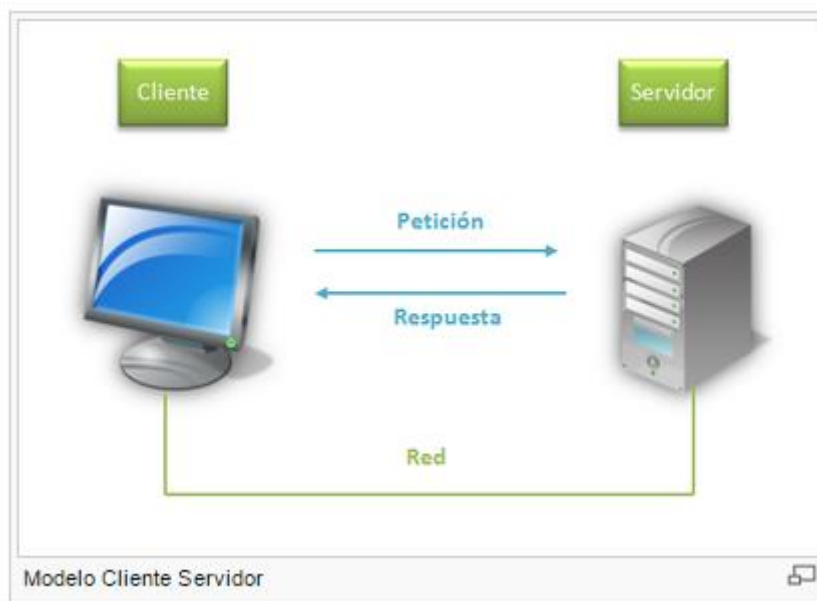 Cliente
Servidor
Petición
Respuesta
Red
Modelo Cliente Servidor